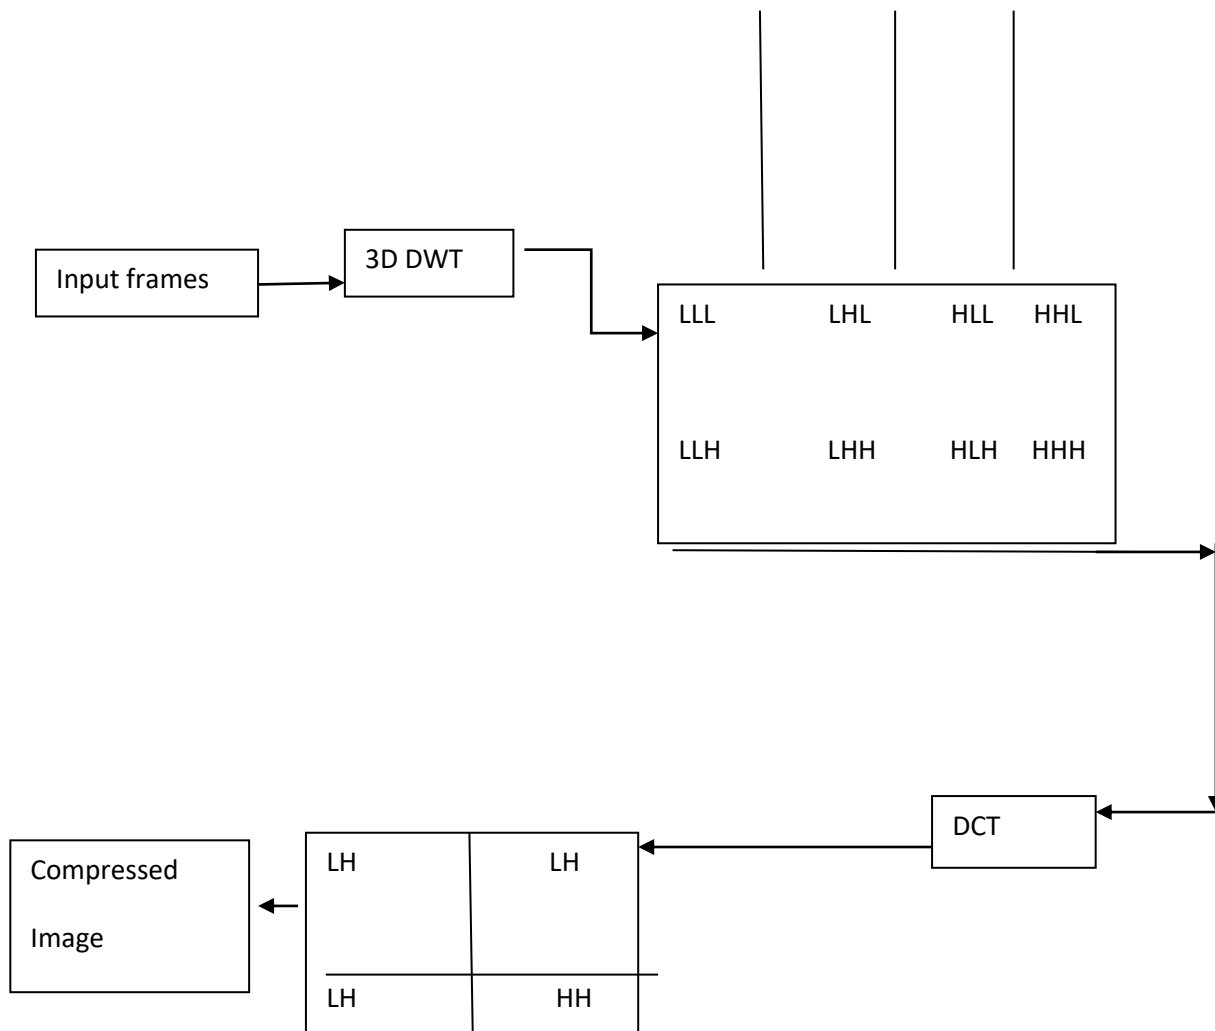 3D DWT
Input frames
LLL LHL HLL HHL
LLH LHH HLH HHH
DCT
LH LH
Compressed
Image
LH HH